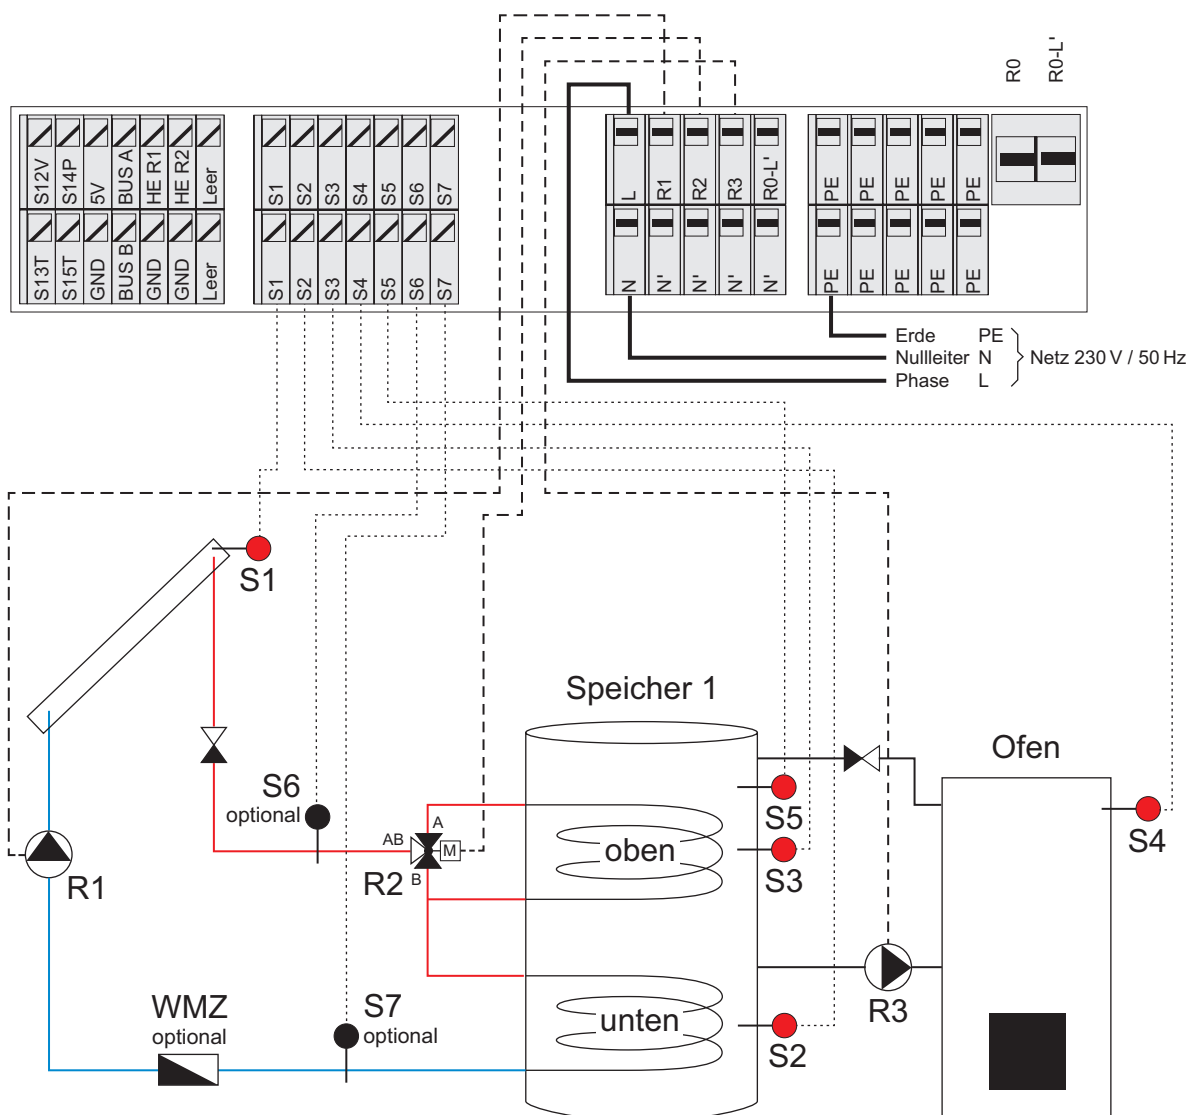 R0
R0-L'
S12V
S14P
5V
BUS A
HE R1
HE R2
Leer
S1
S2
S3
S4
S5
S6
S7
L
R1
R2
R3
R0-L'
PE
PE
PE
PE
PE
S13T
S15T
GND
BUS B
GND
GND
Leer
S1
S2
S3
S4
S5
S6
S7
N
N'
N'
N'
N'
PE
PE
PE
PE
PE
Erde PE
Nullleiter N
Phase L
Netz 230 V / 50 Hz
S1
Speicher 1
Ofen
S6
optional
A
AB
M
B
R2
oben
S5
S3
S4
R1
WMZ
optional
S7
optional
unten
S2
R3